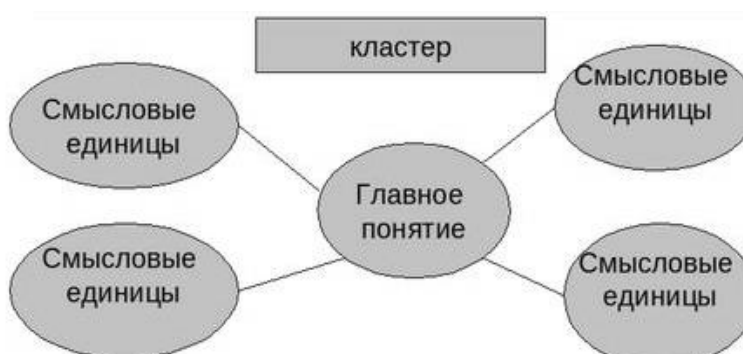 кластер
Смысловые
единицы
Смысловые
единицы
Главное
понятие
Смысловые
единицы
Смысловые
единицы